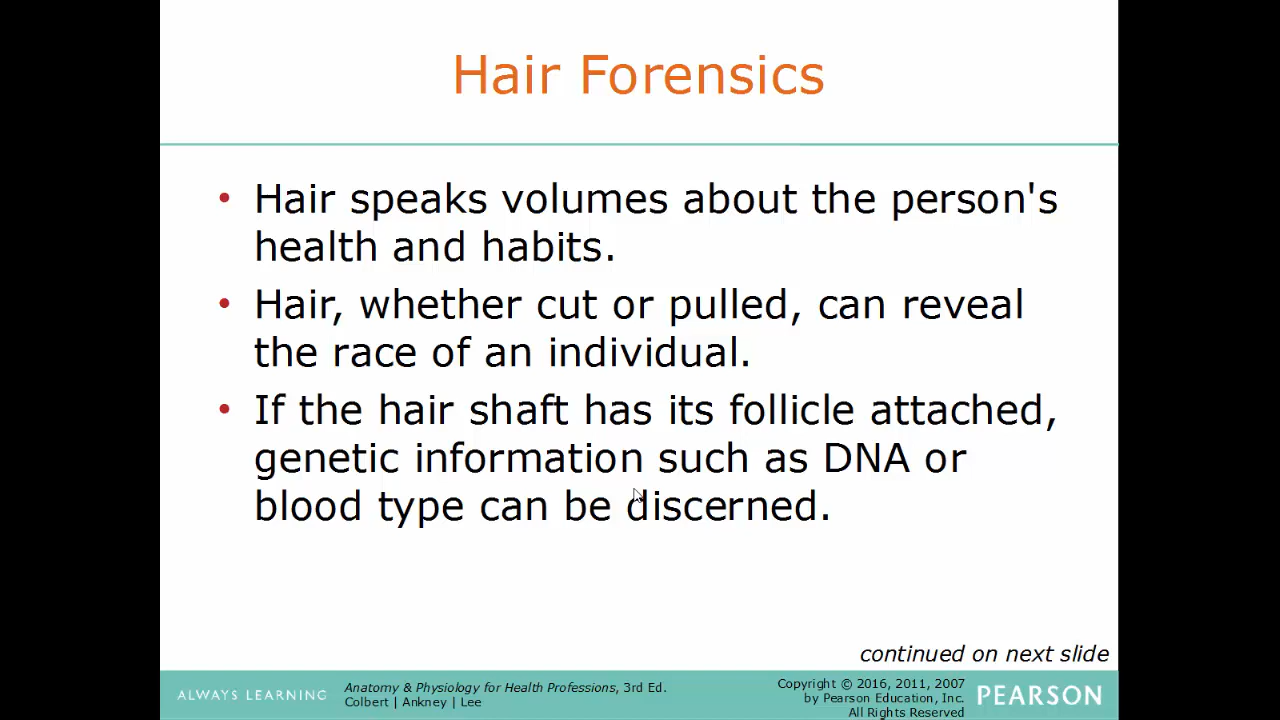 Hair Forensics
• Hair speaks volumes about the person's
health and habits.
• Hair, whether cut or pulled, can reveal
the race of an individual.
• If the hair shaft has its follicle attached,
genetic information such as DNA or
blood type can be discerned.
continued on next slide
ALWAYS LEARNING
Anatomy & Physiology for Health Professions, 3rd Ed.
Colbert | Ankney | Lee
Copyright © 2016, 2011, 2007
by Pearson Education, Inc.
All Rights Reserved
PEARSON